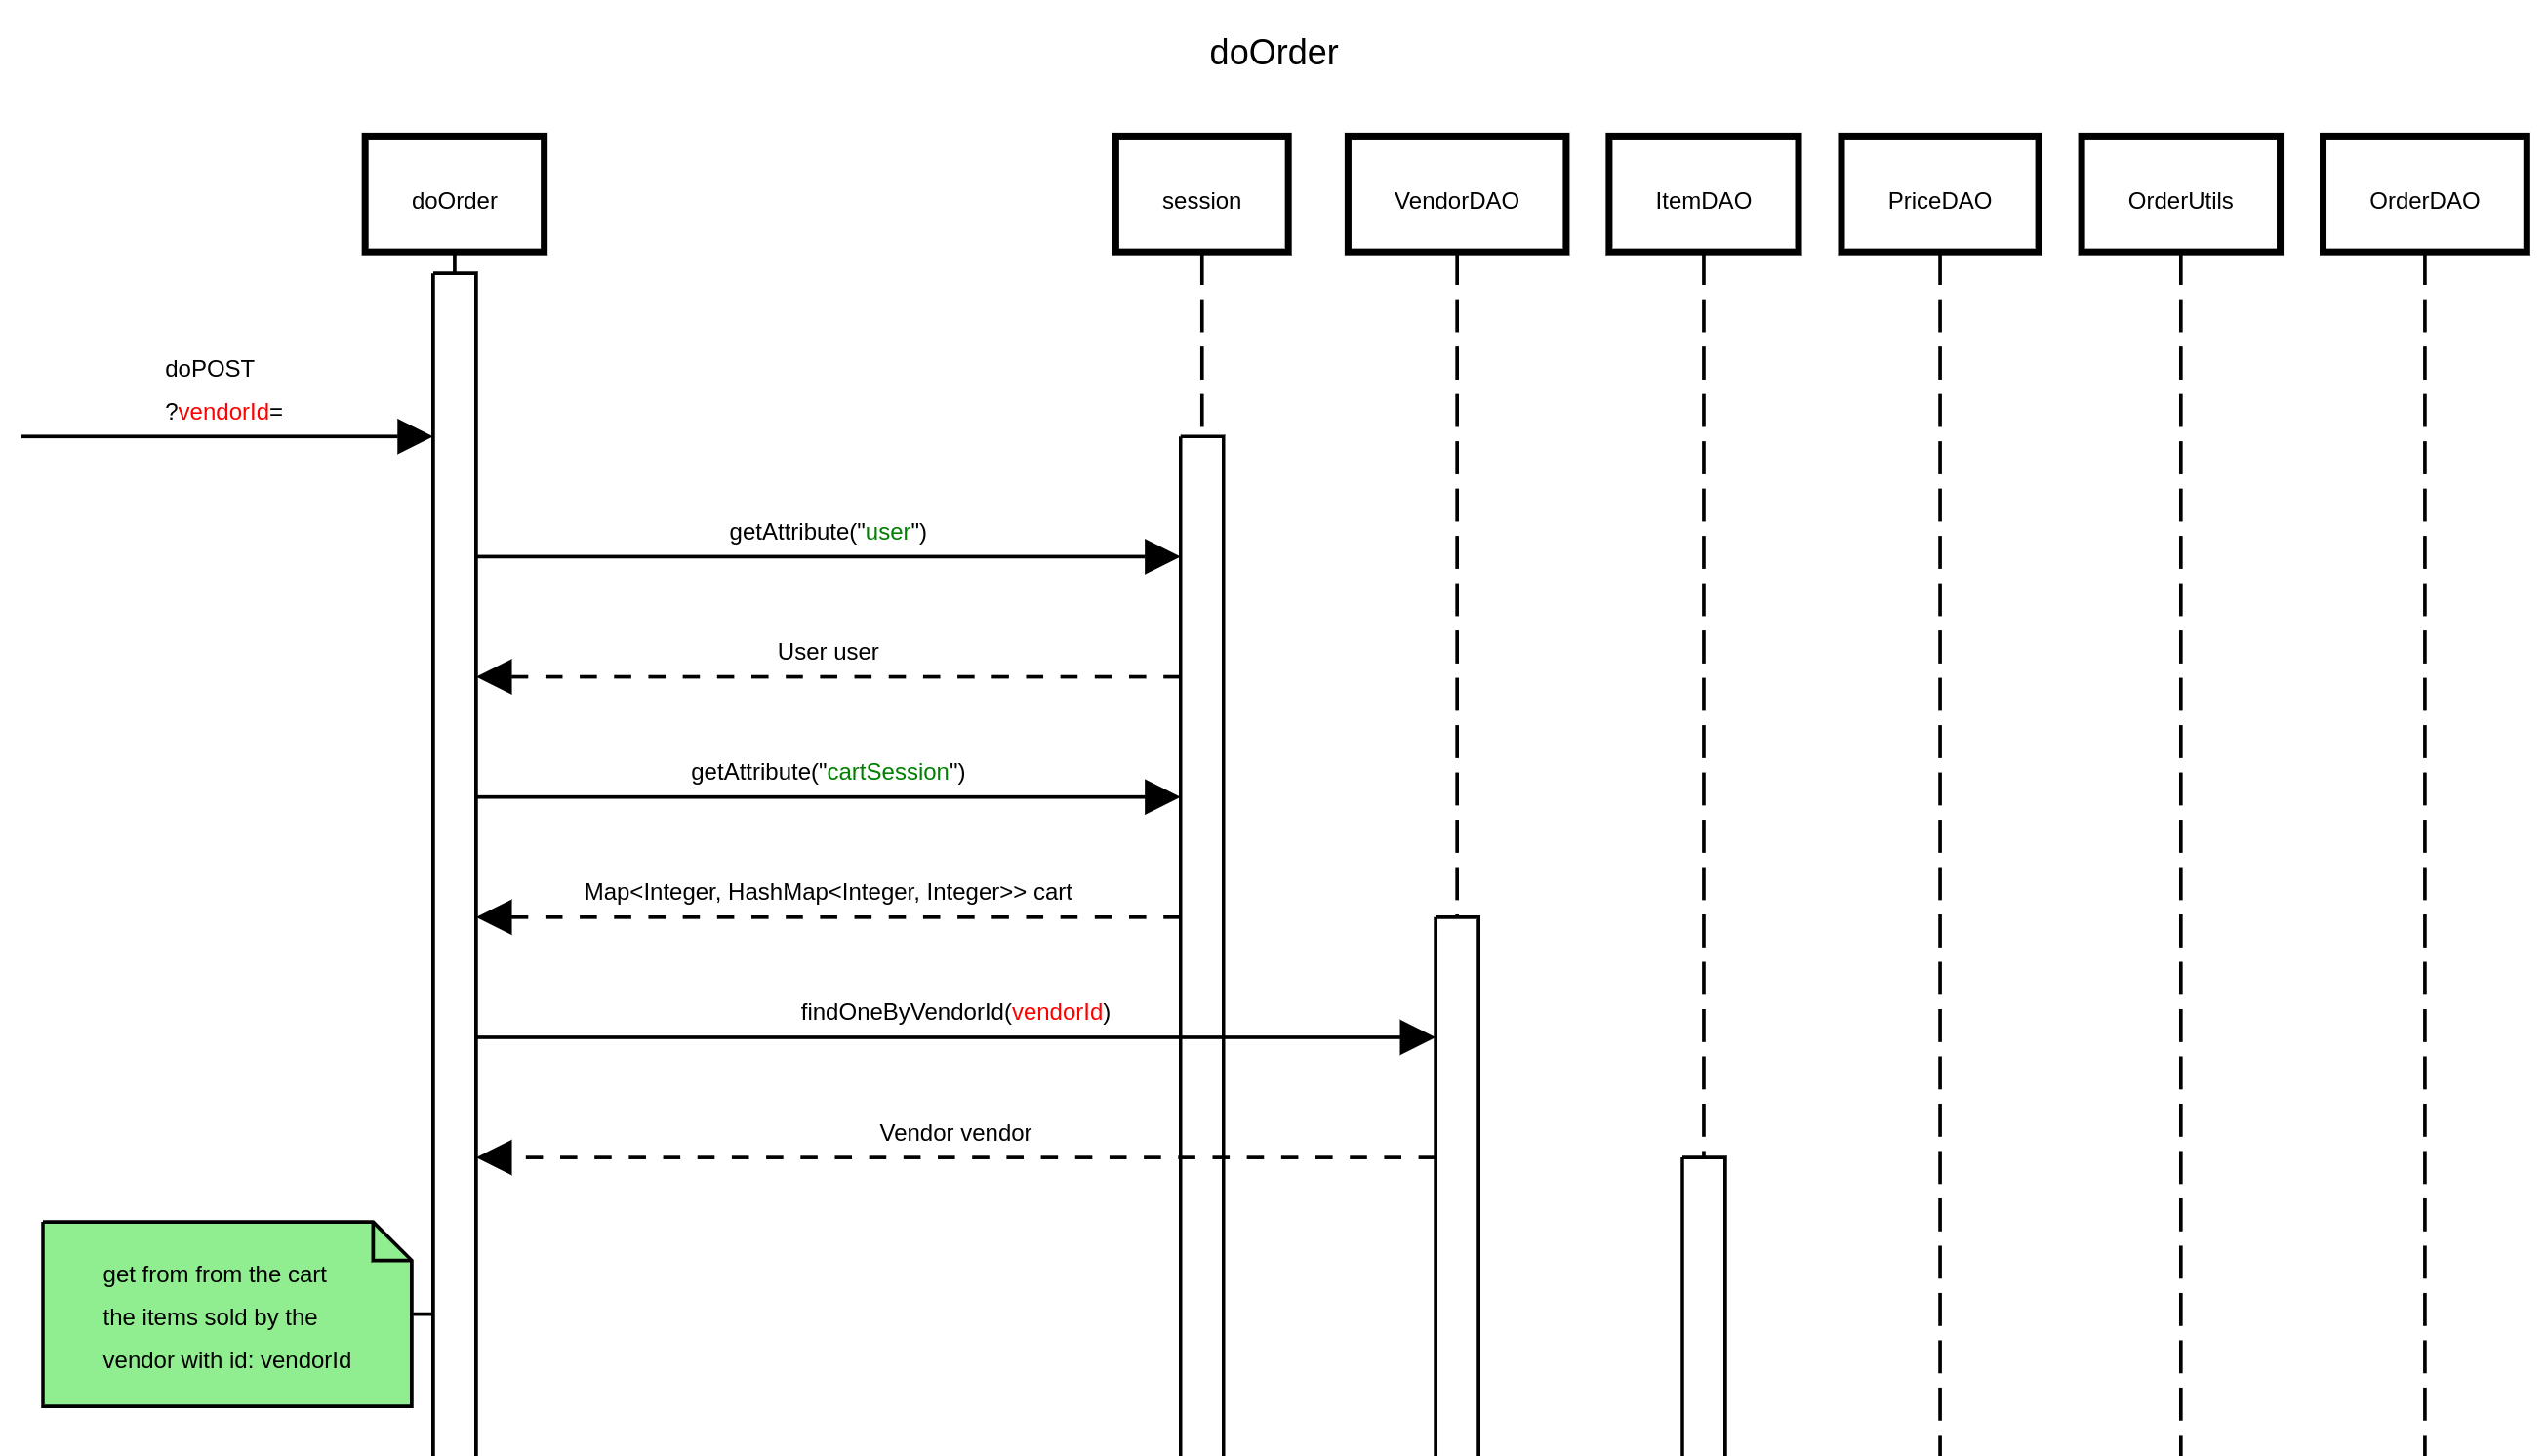 doOrder
doOrder
session
VendorDAO
ItemDAO
PriceDAO
OrderUtils
OrderDAO
doPOST
?vendorId=
getAttribute("user")
User user
getAttribute("cartSession")
Map<Integer, HashMap<Integer, Integer>> cart
findOneByVendorId(vendorId)
Vendor vendor
get from from the cart
the items sold by the
vendor with id: vendorId